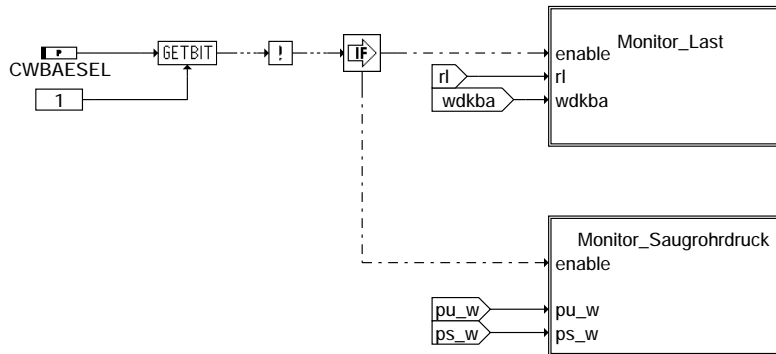 Monitor_Last
P
GETBIT
!
IF
enable
CWBAESEL
rl
rl
1
wdkba
wdkba
Monitor_Saugrohrdruck
enable
pu_w
pu_w
ps_w
ps_w